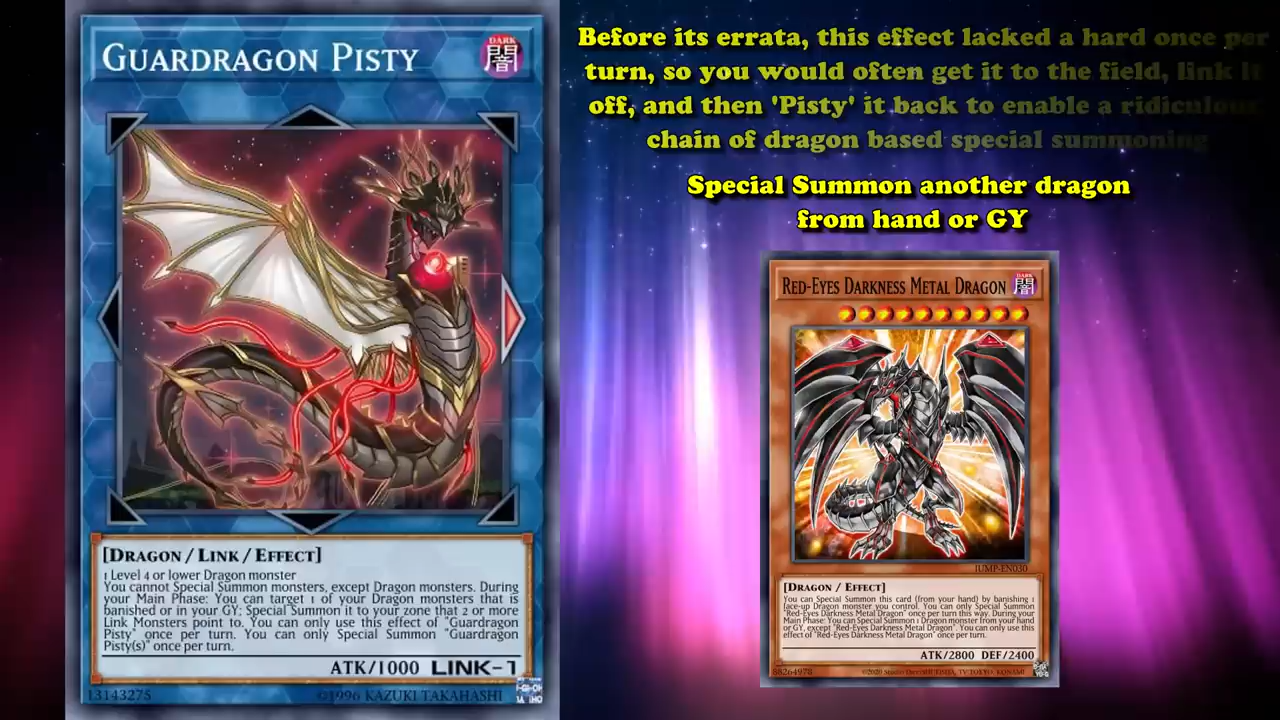 GUARDRAGON PISTY
DARK
闇
[DRAGON / LINK / EFFECT]
1 Level 4 or lower Dragon monster
You cannot Special Summon monsters, except Dragon monsters. During
your Main Phase: You can target 1 of your Dragon monsters that is
banished or in your GY; Special Summon it to your zone that 2 or more
Link Monsters point to. You can only use this effect of "Guardragon
Pisty" once per turn. You can only Special Summon "Guardragon
Pisty(s)" once per turn.
ATK/1000 LINK-1
13143275
©1996 KAZUKI TAKAHASHI
Before its errata, this effect lacked a hard once per
turn, so you would often get it to the field, link it
off, and then 'Pisty' it back to enable a ridiculous
chain of dragon based special summoning
Special Summon another dragon
from hand or GY
RED-EYES DARKNESS METAL DRAGON
DARK
闇
JUMP-EN030
[DRAGON / EFFECT]
You can Special Summon this card (from your hand) by banishing 1
face-up Dragon monster you control. You can only Special Summon
"Red-Eyes Darkness Metal Dragon" once per turn this way. During your
Main Phase: You can Special Summon 1 Dragon monster from your hand
or GY, except "Red-Eyes Darkness Metal Dragon". You can only use this
effect of "Red-Eyes Darkness Metal Dragon" once per turn.
ATK/2800 DEF/2400
88264978